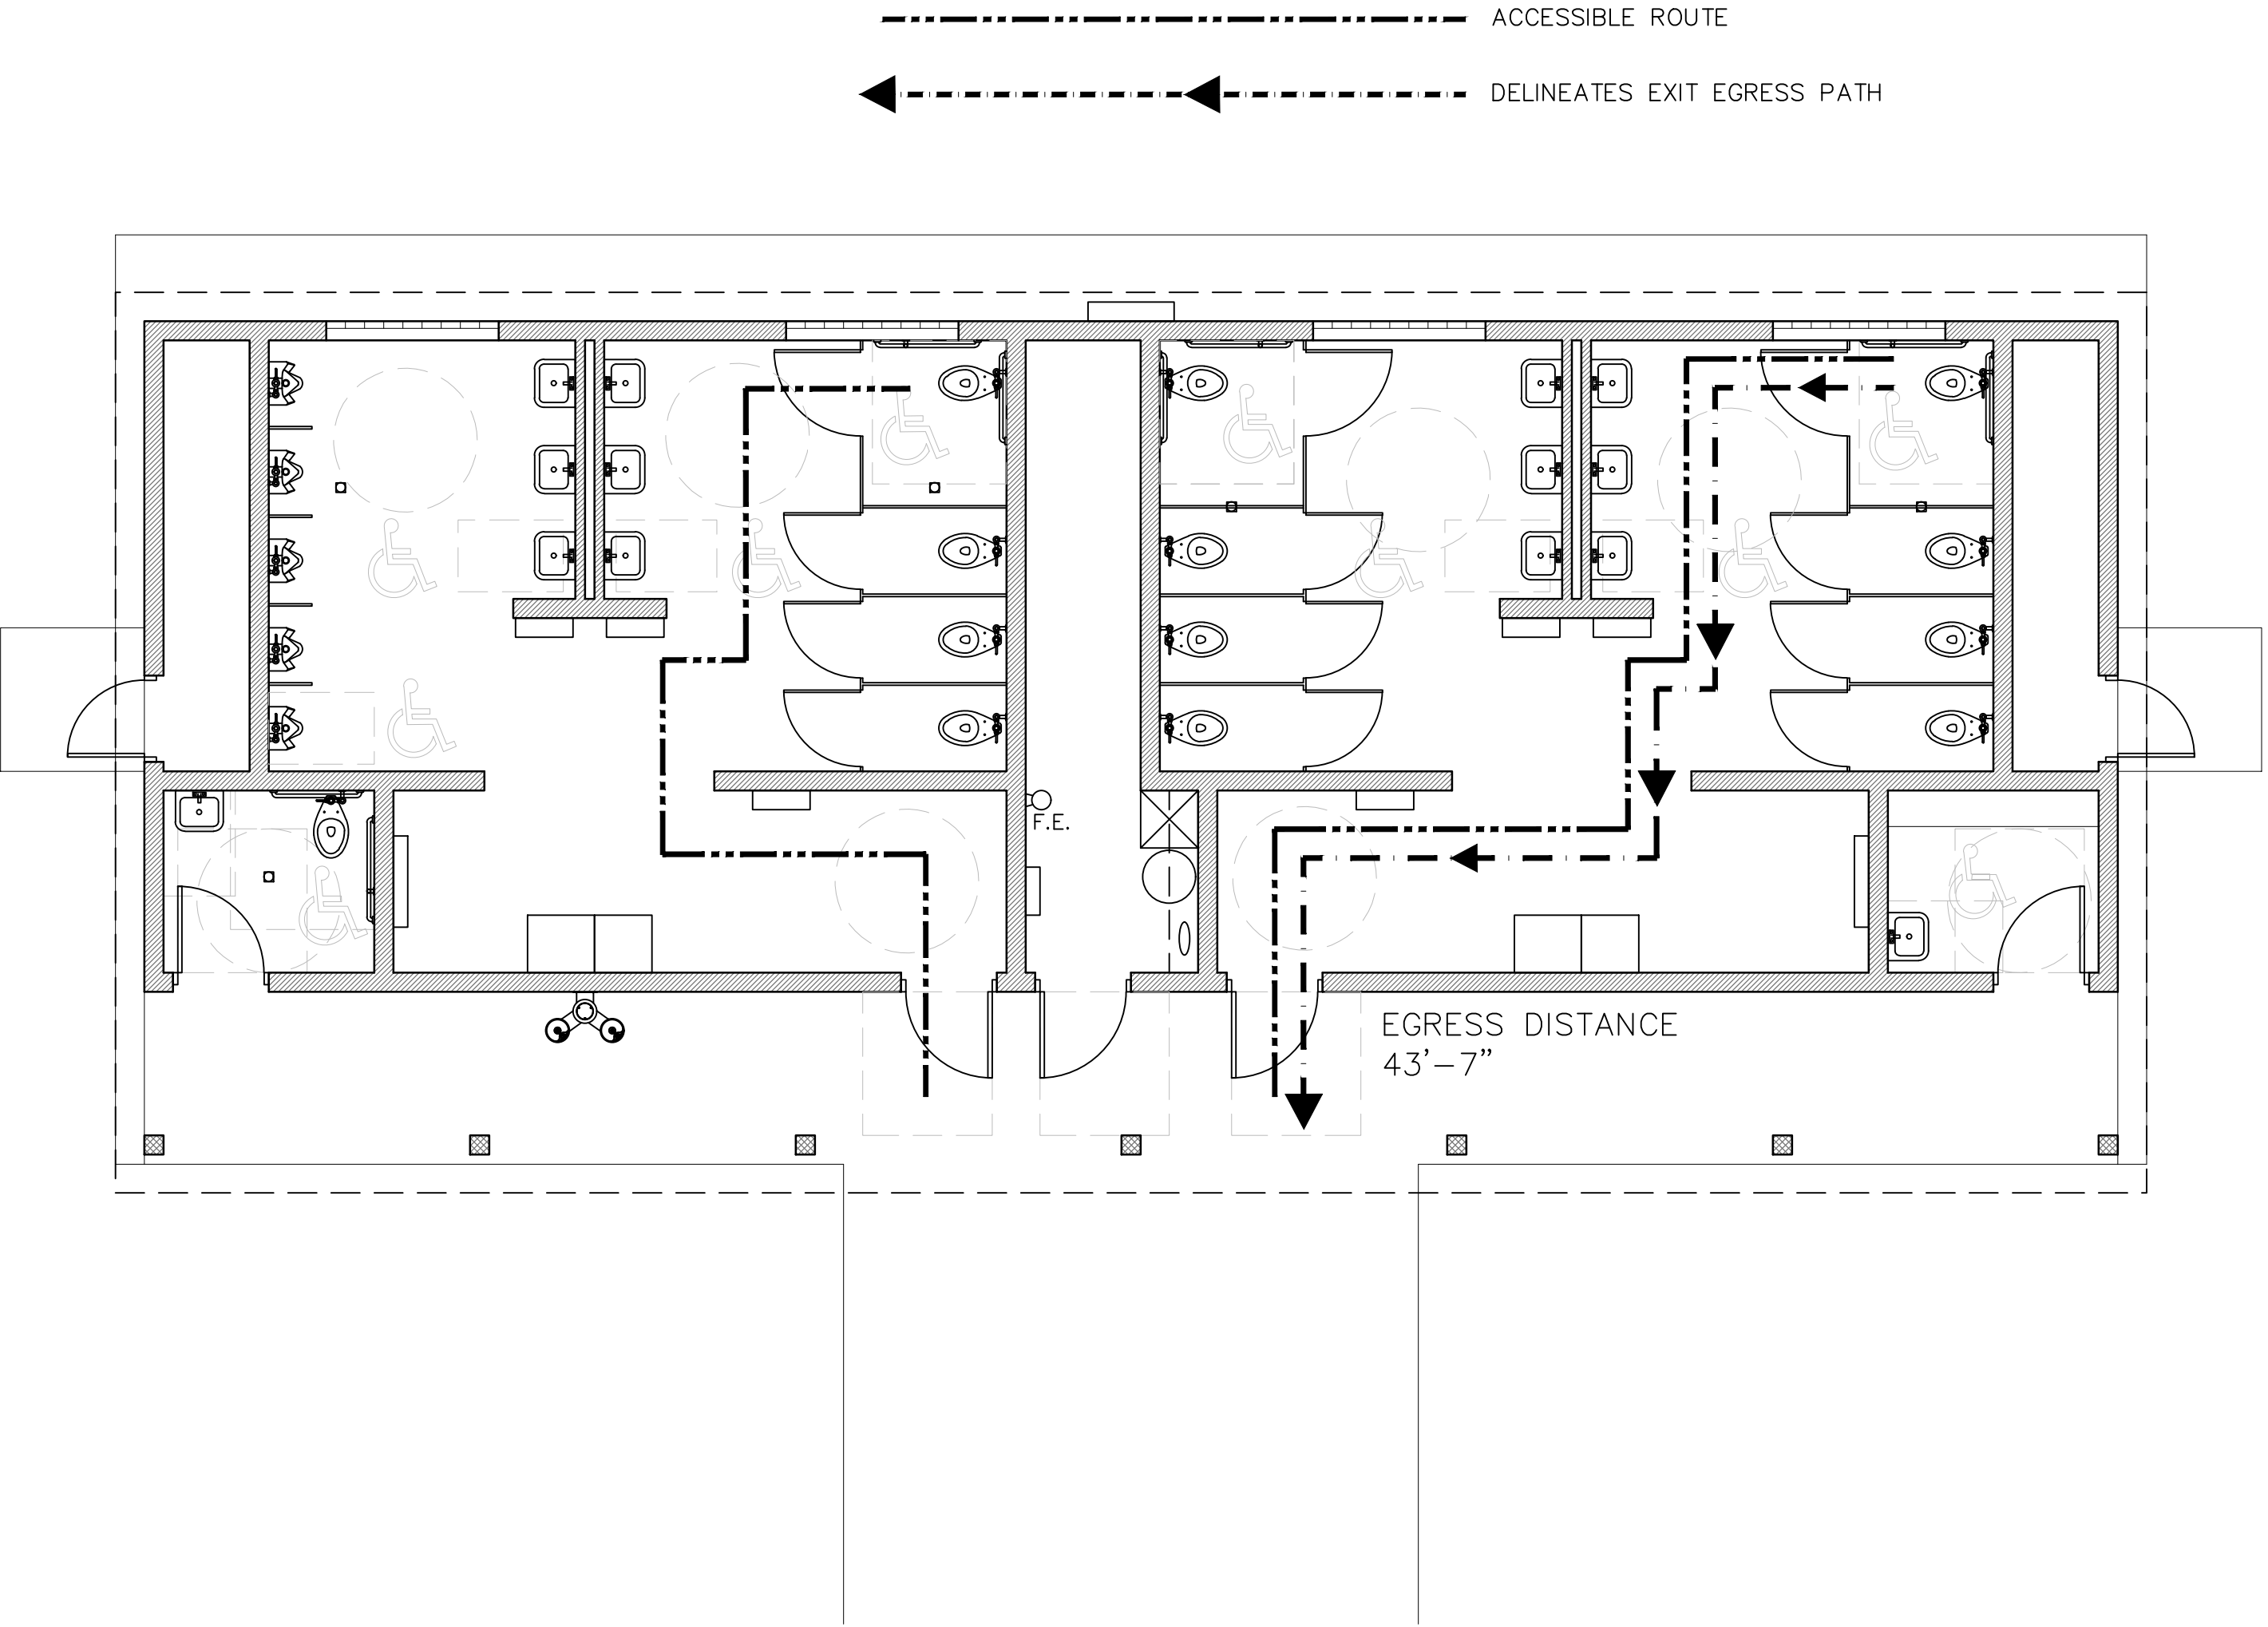 ACCESSIBLE ROUTE
DELINEATES EXIT EGRESS PATH
F.E.
EGRESS DISTANCE
43'-7"